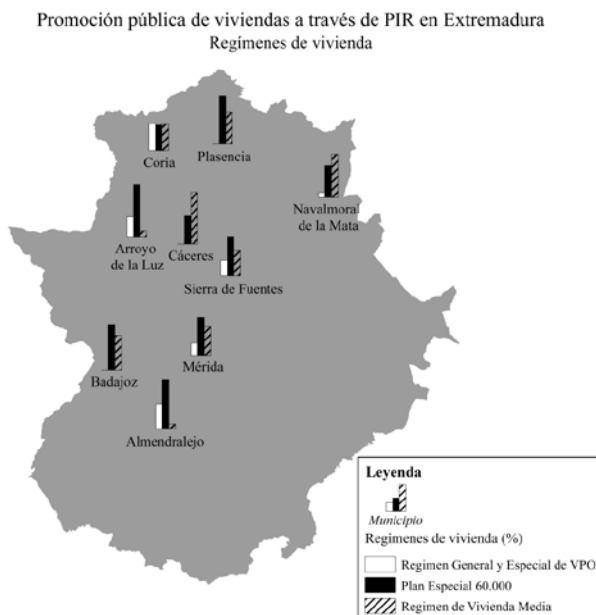 Promoción pública de viviendas a través de PIR en Extremadura
Regímenes de vivienda
Coria
Plasencia
Navalmoral
de la Mata
Arroyo
de la Luz
Cáceres
Sierra de Fuentes
Badajoz
Mérida
Almendralejo
Leyenda
Municipio
Regimenes de vivienda (%)
Regimen General y Especial de VPO
Plan Especial 60.000
Regimen de Vivienda Media